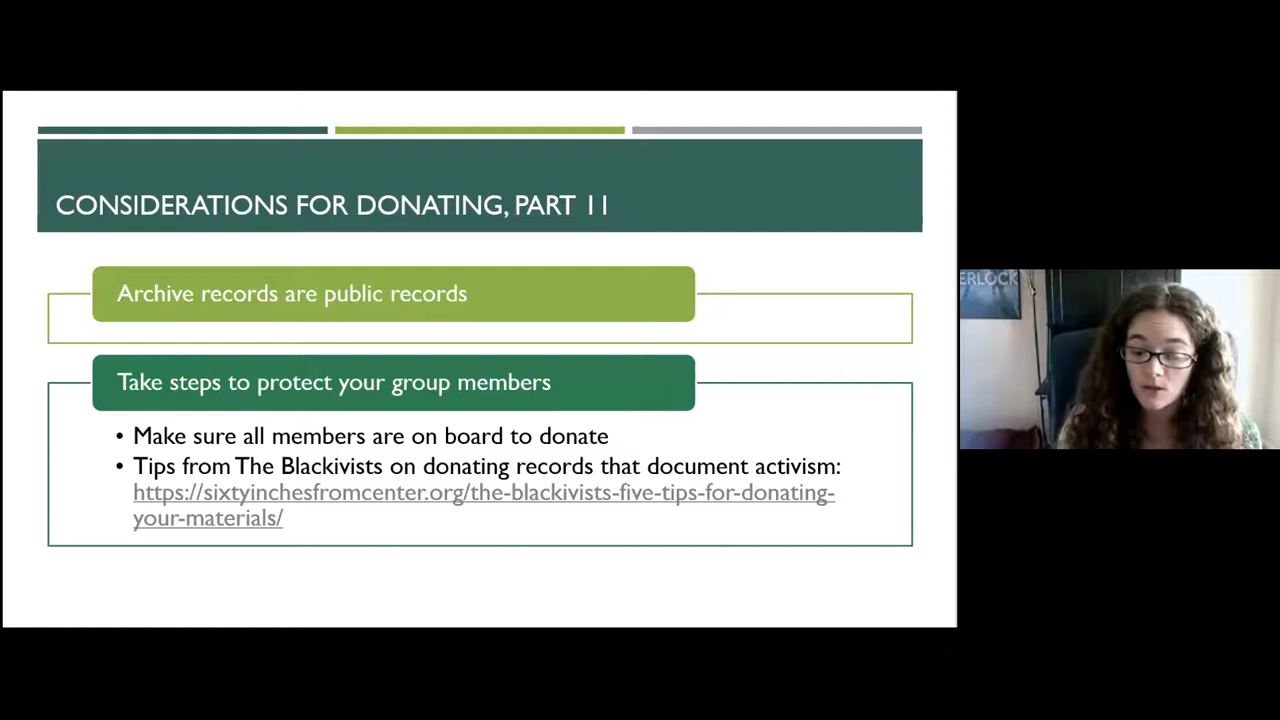 CONSIDERATIONS FOR DONATING, PART 11
Archive records are public records
Take steps to protect your group members
• Make sure all members are on board to donate
• Tips from The Blackivists on donating records that document activism:
https://sixtyinchesfromcenter.org/the-blackivists-five-tips-for-donating-
your-materials/
ERLOCK